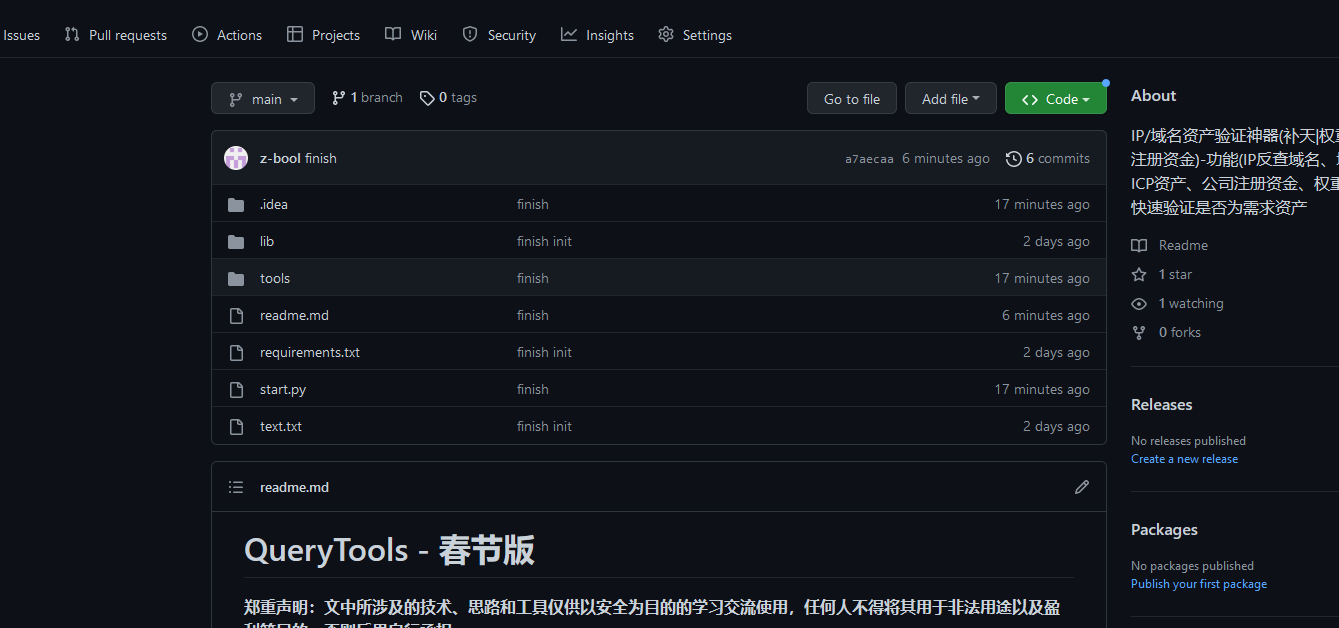 Issues Pull requests Actions Projects Wiki Security Insights Settings
main 1 branch 0 tags Go to file Add file Code
z-bool finish a7aecaa 6 minutes ago 6 commits
.idea finish 17 minutes ago
lib finish init 2 days ago
tools finish 17 minutes ago
readme.md finish 6 minutes ago
requirements.txt finish init 2 days ago
start.py finish 17 minutes ago
text.txt finish init 2 days ago
readme.md
QueryTools - 春节版
郑重声明：文中所涉及的技术、思路和工具仅供以安全为目的的学习交流使用，任何人不得将其用于非法用途以及盈
About
IP/域名资产验证神器(补天|权重
注册资金)-功能(IP反查域名、
ICP资产、公司注册资金、权重
快速验证是否为需求资产
Readme
1 star
1 watching
0 forks
Releases
No releases published
Create a new release
Packages
No packages published
Publish your first package